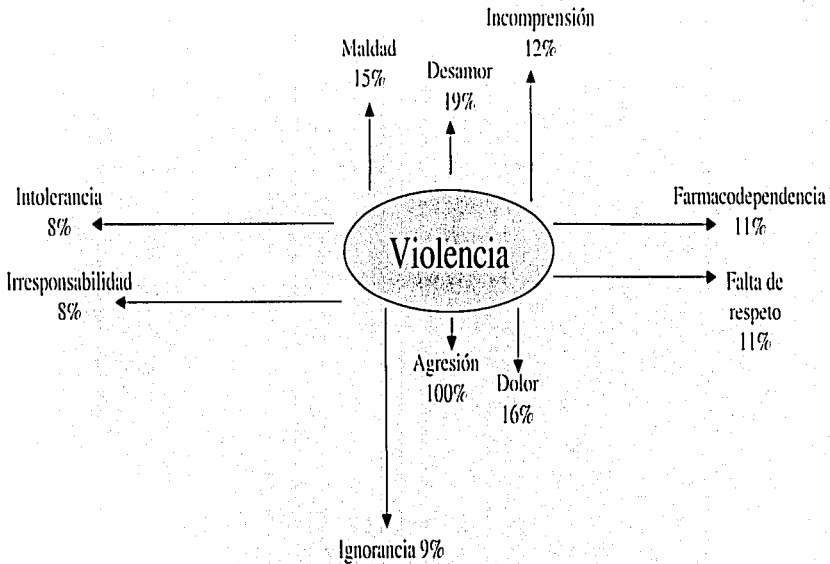 Incomprensión
12%
Maldad
15%
Desamor
19%
Intolerancia
8%
Farmacodependencia
11%
Violencia
Irresponsabilidad
8%
Falta de
respeto
11%
Agresión
100%
Dolor
16%
Ignorancia 9%